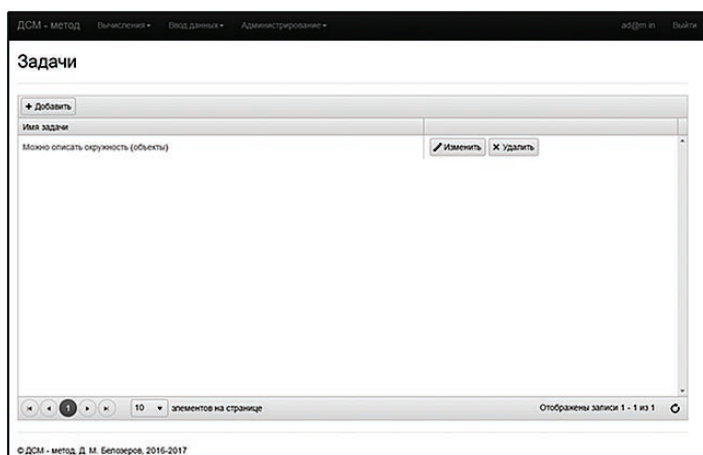 ДСМ - метод Вычисления Ввод данных Администрирование ad@m.in Выйти
Задачи
+ Добавить
Имя задачи
Можно описать окружность (объекты) Изменить Удалить
1 10 элементов на странице Отображены записи 1 - 1 из 1
© ДСМ - метод, Д. М. Белозеров, 2016-2017